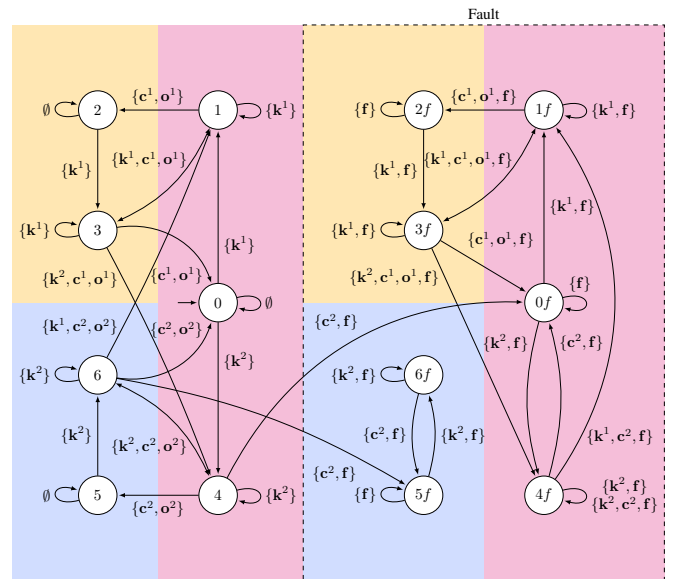 Fault
∅ 2 {c¹, o¹} 1 {k¹}
{f} 2f {c¹, o¹, f} 1f {k¹, f}
{k¹} {k¹, c¹, o¹}
{k¹, f} {k¹, c¹, o¹, f}
{k¹, f}
{k¹} 3
{k¹, f} 3f
{k¹}
{c¹, o¹, f}
{k², c¹, o¹} {c¹, o¹}
{k², c¹, o¹, f} {f}
0 ∅
0f
{k¹, c², o²} {c², o²}
{c², f}
{k², f} {c², f}
{k²}
{k²} 6
{k², f} 6f
{k²} {k², c², o²}
{c², f} {k², f}
{k¹, c², f}
{c², f}
∅ 5 {c², o²} 4 {k²}
{f} 5f 4f {k², f}
{k², c², f}